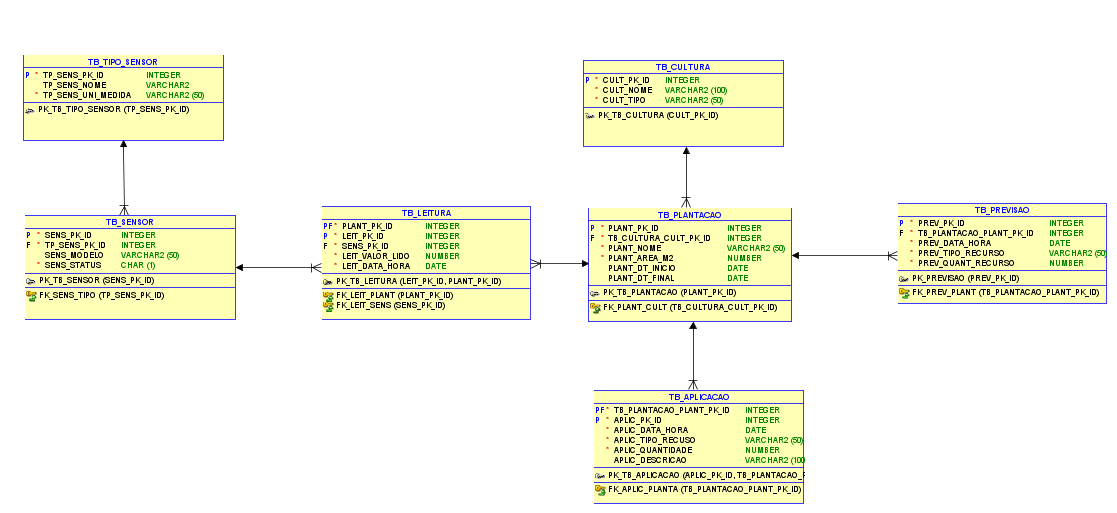 TB_TIPO_SENSOR
P * TP_SENS_PK_ID INTEGER
TP_SENS_NOME VARCHAR2
* TP_SENS_UNI_MEDIDA VARCHAR2 (50)
PK_TB_TIPO_SENSOR (TP_SENS_PK_ID)
TB_CULTURA
P * CULT_PK_ID INTEGER
* CULT_NOME VARCHAR2 (100)
* CULT_TIPO VARCHAR2 (50)
PK_TB_CULTURA (CULT_PK_ID)
TB_SENSOR
P * SENS_PK_ID INTEGER
F * TP_SENS_PK_ID INTEGER
SENS_MODELO VARCHAR2 (50)
* SENS_STATUS CHAR (1)
PK_TB_SENSOR (SENS_PK_ID)
FK_SENS_TIPO (TP_SENS_PK_ID)
TB_LEITURA
PF * PLANT_PK_ID INTEGER
P * LEIT_PK_ID INTEGER
F * SENS_PK_ID INTEGER
* LEIT_VALOR_LIDO NUMBER
* LEIT_DATA_HORA DATE
PK_TB_LEITURA (LEIT_PK_ID, PLANT_PK_ID)
FK_LEIT_PLANT (PLANT_PK_ID)
FK_LEIT_SENS (SENS_PK_ID)
TB_PLANTACAO
P * PLANT_PK_ID INTEGER
F * TB_CULTURA_CULT_PK_ID INTEGER
* PLANT_NOME VARCHAR2 (50)
* PLANT_AREA_M2 NUMBER
PLANT_DT_INICIO DATE
PLANT_DT_FINAL DATE
PK_TB_PLANTACAO (PLANT_PK_ID)
FK_PLANT_CULT (TB_CULTURA_CULT_PK_ID)
TB_PREVISAO
P * PREV_PK_ID INTEGER
F * TB_PLANTACAO_PLANT_PK_ID INTEGER
* PREV_DATA_HORA DATE
* PREV_TIPO_RECURSO VARCHAR2 (50)
* PREV_QUANT_RECURSO NUMBER
PK_PREVISAO (PREV_PK_ID)
FK_PREV_PLANT (TB_PLANTACAO_PLANT_PK_ID)
TB_APLICACAO
PF * TB_PLANTACAO_PLANT_PK_ID INTEGER
P * APLIC_PK_ID INTEGER
* APLIC_DATA_HORA DATE
* APLIC_TIPO_RECUSO VARCHAR2 (50)
* APLIC_QUANTIDADE NUMBER
APLIC_DESCRICAO VARCHAR2 (100
PK_TB_APLICACAO (APLIC_PK_ID, TB_PLANTACAO_
FK_APLIC_PLANTA (TB_PLANTACAO_PLANT_PK_ID)